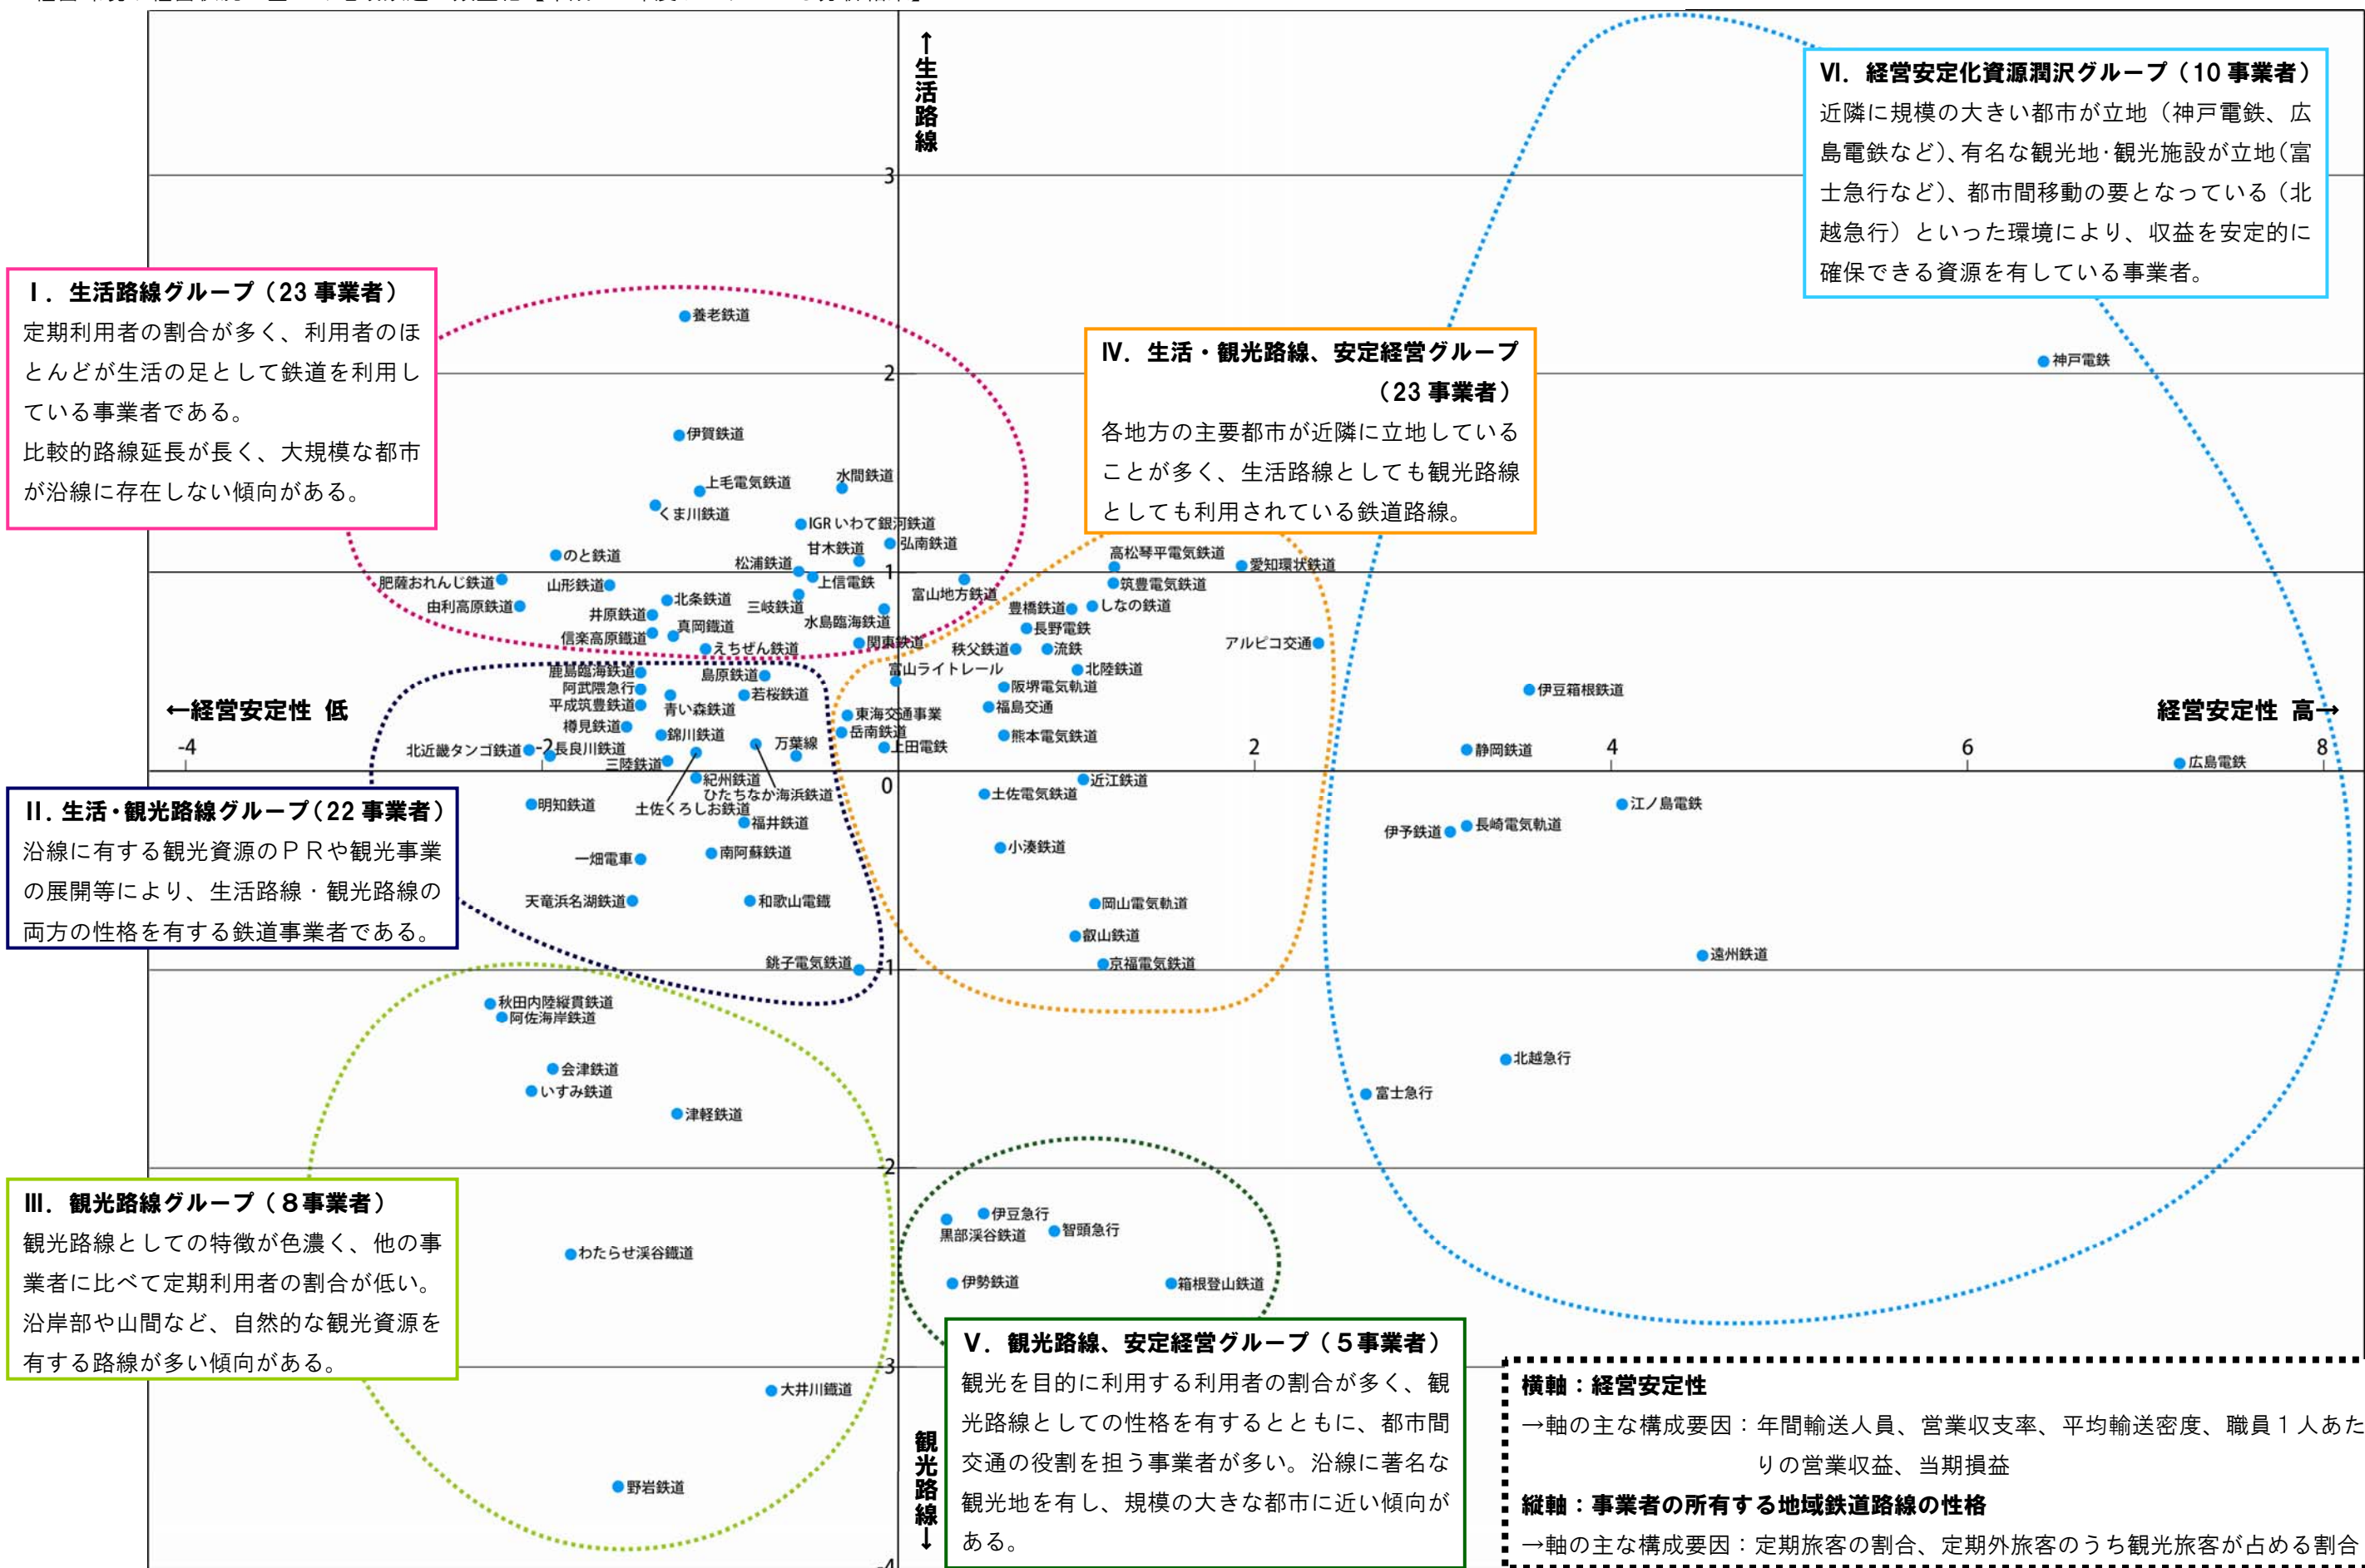 ↑生活路線
Ⅵ．経営安定化資源潤沢グループ（10 事業者）
近隣に規模の大きい都市が立地（神戸電鉄、広
島電鉄など）、有名な観光地・観光施設が立地（富
士急行など）、都市間移動の要となっている（北
越急行）といった環境により、収益を安定的に
確保できる資源を有している事業者。
3
Ⅰ．生活路線グループ（23 事業者）
定期利用者の割合が多く、利用者のほ
とんどが生活の足として鉄道を利用し
ている事業者である。
比較的路線延長が長く、大規模な都市
が沿線に存在しない傾向がある。
養老鉄道
Ⅳ．生活・観光路線、安定経営グループ
（23 事業者）
各地方の主要都市が近隣に立地している
ことが多く、生活路線としても観光路線
としても利用されている鉄道路線。
2
神戸電鉄
伊賀鉄道
水間鉄道
上毛電気鉄道
くま川鉄道
IGR いわて銀河鉄道
弘南鉄道
甘木鉄道
のと鉄道
松浦鉄道
1
高松琴平電気鉄道
愛知環状鉄道
肥薩おれんじ鉄道
山形鉄道
上信電鉄
筑豊電気鉄道
富山地方鉄道
由利高原鉄道
北条鉄道
三岐鉄道
豊橋鉄道
しなの鉄道
井原鉄道
水島臨海鉄道
真岡鐵道
長野電鉄
信楽高原鐵道
関東鉄道
アルピコ交通
えちぜん鉄道
秩父鉄道
流鉄
鹿島臨海鉄道
島原鉄道
富山ライトレール
北陸鉄道
阿武隈急行
若桜鉄道
阪堺電気軌道
伊豆箱根鉄道
平成筑豊鉄道
青い森鉄道
東海交通事業
福島交通
←経営安定性 低
経営安定性 高→
樽見鉄道
錦川鉄道
万葉線
岳南鉄道
熊本電気鉄道
-4
北近畿タンゴ鉄道
-2
長良川鉄道
上田電鉄
2
静岡鉄道
4
6
8
三陸鉄道
広島電鉄
紀州鉄道
0
近江鉄道
ひたちなか海浜鉄道
土佐電気鉄道
明知鉄道
土佐くろしお鉄道
江ノ島電鉄
Ⅱ．生活・観光路線グループ（22 事業者）
沿線に有する観光資源のＰＲや観光事業
の展開等により、生活路線・観光路線の
両方の性格を有する鉄道事業者である。
福井鉄道
伊予鉄道
長崎電気軌道
一畑電車
南阿蘇鉄道
小湊鉄道
天竜浜名湖鉄道
和歌山電鐵
岡山電気軌道
叡山鉄道
遠州鉄道
銚子電気鉄道
-1
京福電気鉄道
秋田内陸縦貫鉄道
阿佐海岸鉄道
会津鉄道
北越急行
いすみ鉄道
富士急行
津軽鉄道
-2
Ⅲ．観光路線グループ（８事業者）
観光路線としての特徴が色濃く、他の事
業者に比べて定期利用者の割合が低い。
沿岸部や山間など、自然的な観光資源を
有する路線が多い傾向がある。
伊豆急行
黒部渓谷鉄道
智頭急行
わたらせ渓谷鐵道
伊勢鉄道
箱根登山鉄道
-3
大井川鐵道
野岩鉄道
観光路線↓
-4
Ⅴ．観光路線、安定経営グループ（５事業者）
観光を目的に利用する利用者の割合が多く、観
光路線としての性格を有するとともに、都市間
交通の役割を担う事業者が多い。沿線に著名な
観光地を有し、規模の大きな都市に近い傾向が
ある。
横軸：経営安定性
→軸の主な構成要因：年間輸送人員、営業収支率、平均輸送密度、職員１人あた
りの営業収益、当期損益
縦軸：事業者の所有する地域鉄道路線の性格
→軸の主な構成要因：定期旅客の割合、定期外旅客のうち観光旅客が占める割合